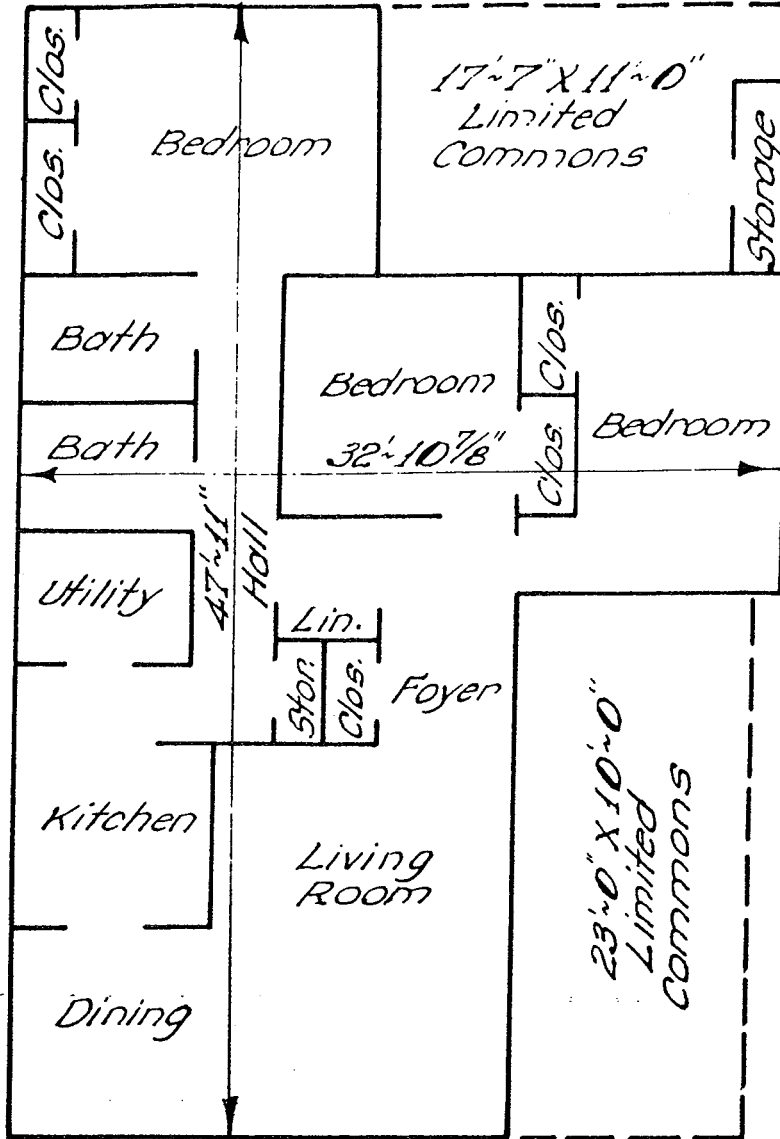 Clos.
17'~7" X 11'~0"
Limited
Commons
Bedroom
Clos.
Storage
Bath
Clos.
Bedroom
Bedroom
Bath
32'~10 7/8"
Clos.
47'~11"
Hall
Utility
Lin.
Stor.
Clos.
Foyer
Kitchen
Living
Room
23'~0" X 10'~0"
Limited
Commons
Dining